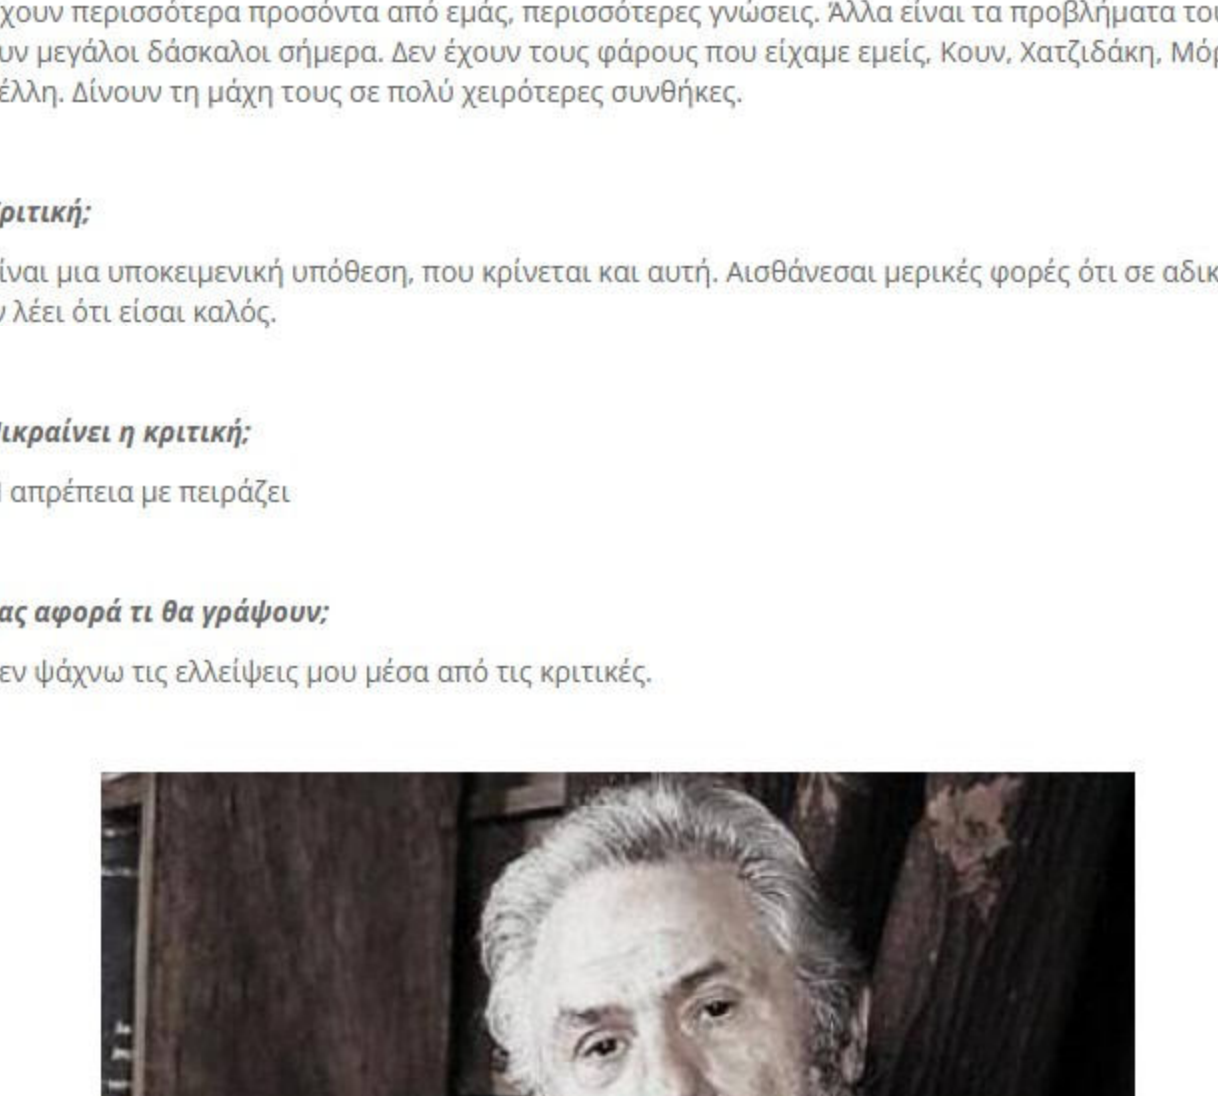 χουν περισσότερα προσόντα από εμάς, περισσότερες γνώσεις. Άλλα είναι τα προβλήματα του
υν μεγάλοι δάσκαλοι σήμερα. Δεν έχουν τους φάρους που είχαμε εμείς, Κουν, Χατζιδάκη, Μόρ
έλλη. Δίνουν τη μάχη τους σε πολύ χειρότερες συνθήκες.
ριτική;
ίναι μια υποκειμενική υπόθεση, που κρίνεται και αυτή. Αισθάνεσαι μερικές φορές ότι σε αδικ
λέει ότι είσαι καλός.
ικραίνει η κριτική;
απρέπεια με πειράζει
ας αφορά τι θα γράψουν;
εν ψάχνω τις ελλείψεις μου μέσα από τις κριτικές.